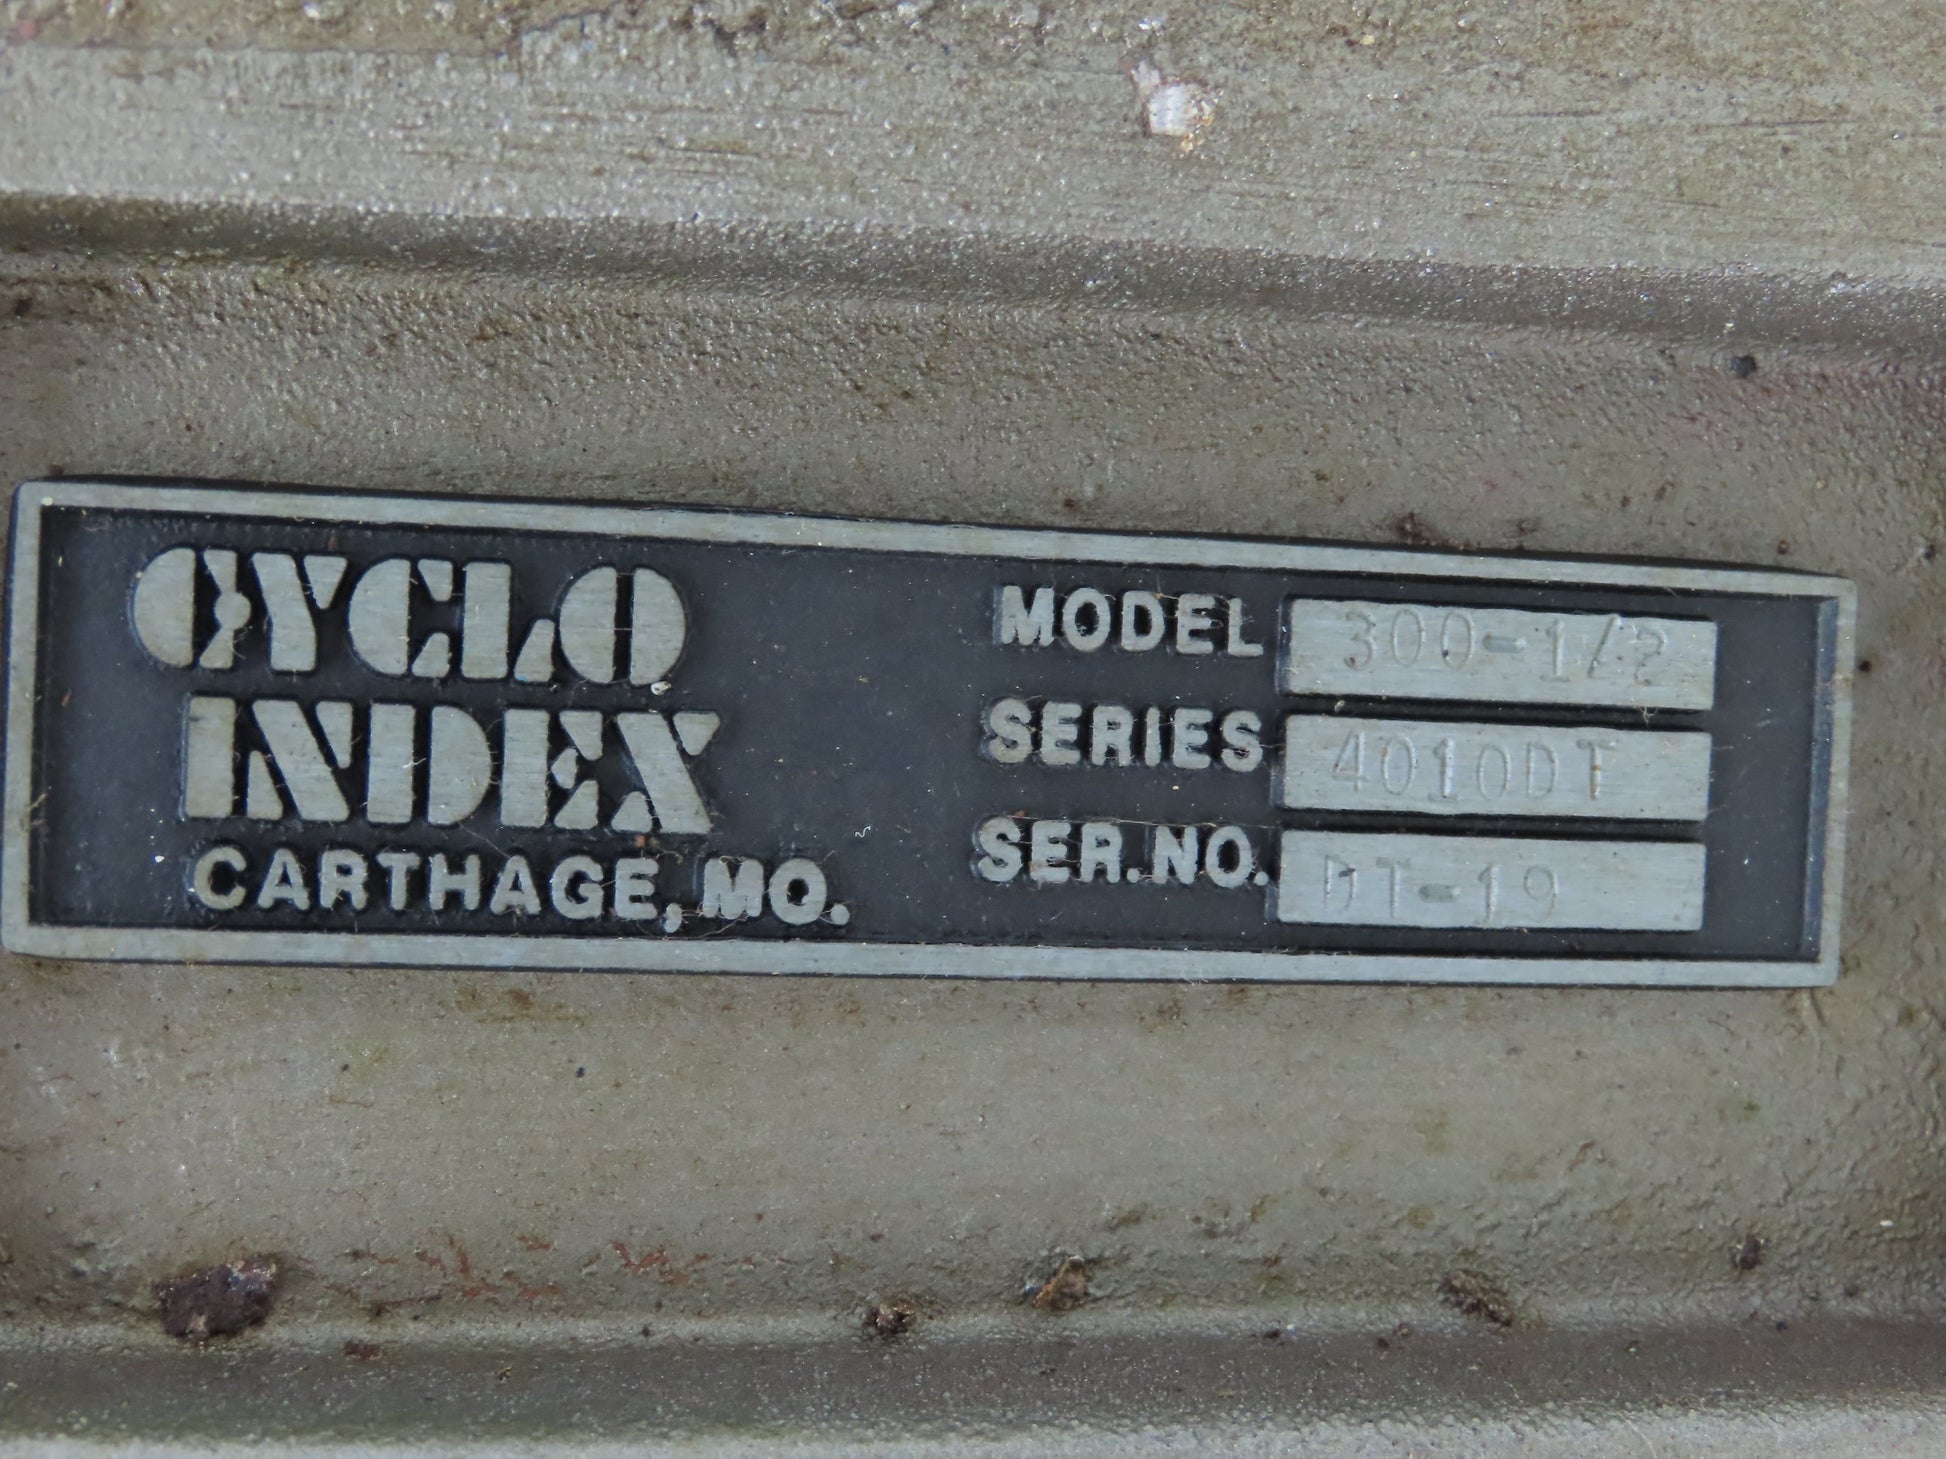 CYCLO
INDEX
CARTHAGE, MO.
MODEL 300-1/2
SERIES 4010DT
SER. NO. DT-19